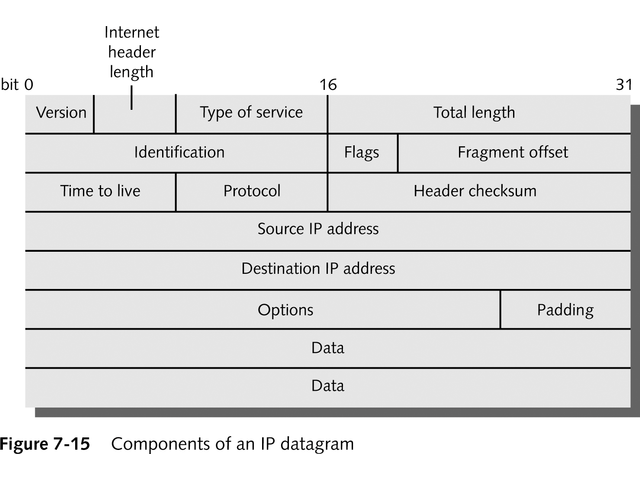 Internet
header
length
bit 0 16 31
Version Type of service Total length
Identification Flags Fragment offset
Time to live Protocol Header checksum
Source IP address
Destination IP address
Options Padding
Data
Data
Figure 7-15 Components of an IP datagram